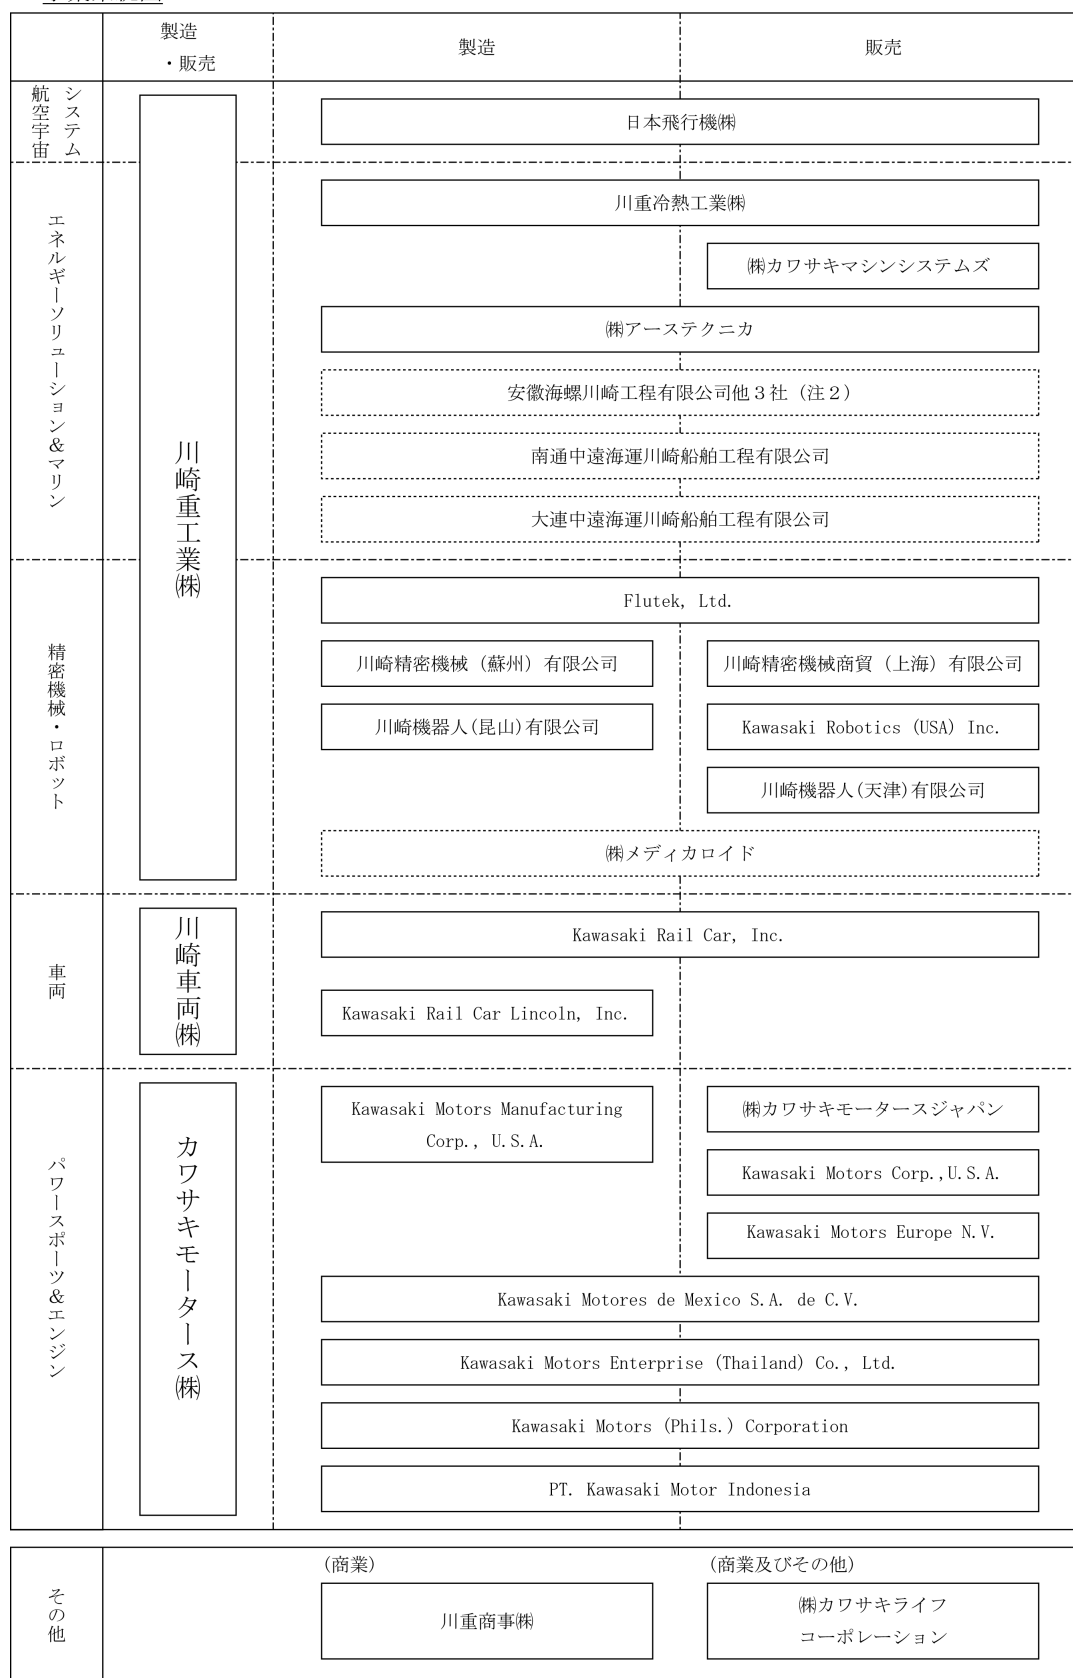 製造
・販売
製造
販売
航空宇宙
システム
日本飛行機㈱
川崎重工業㈱
エネルギーソリューション&マリン
川重冷熱工業㈱
㈱カワサキマシンシステムズ
㈱アーステクニカ
安徽海螺川崎工程有限公司他3社（注2）
南通中遠海運川崎船舶工程有限公司
大連中遠海運川崎船舶工程有限公司
精密機械・ロボット
Flutek, Ltd.
川崎精密機械（蘇州）有限公司
川崎精密機械商貿（上海）有限公司
川崎機器人(昆山)有限公司
Kawasaki Robotics (USA) Inc.
川崎機器人(天津)有限公司
㈱メディカロイド
車両
川崎車両㈱
Kawasaki Rail Car, Inc.
Kawasaki Rail Car Lincoln, Inc.
パワースポーツ&エンジン
カワサキモータース㈱
Kawasaki Motors Manufacturing
Corp., U.S.A.
㈱カワサキモータースジャパン
Kawasaki Motors Corp.,U.S.A.
Kawasaki Motors Europe N.V.
Kawasaki Motores de Mexico S.A. de C.V.
Kawasaki Motors Enterprise (Thailand) Co., Ltd.
Kawasaki Motors (Phils.) Corporation
PT. Kawasaki Motor Indonesia
その他
(商業)
川重商事㈱
(商業及びその他)
㈱カワサキライフ
コーポレーション